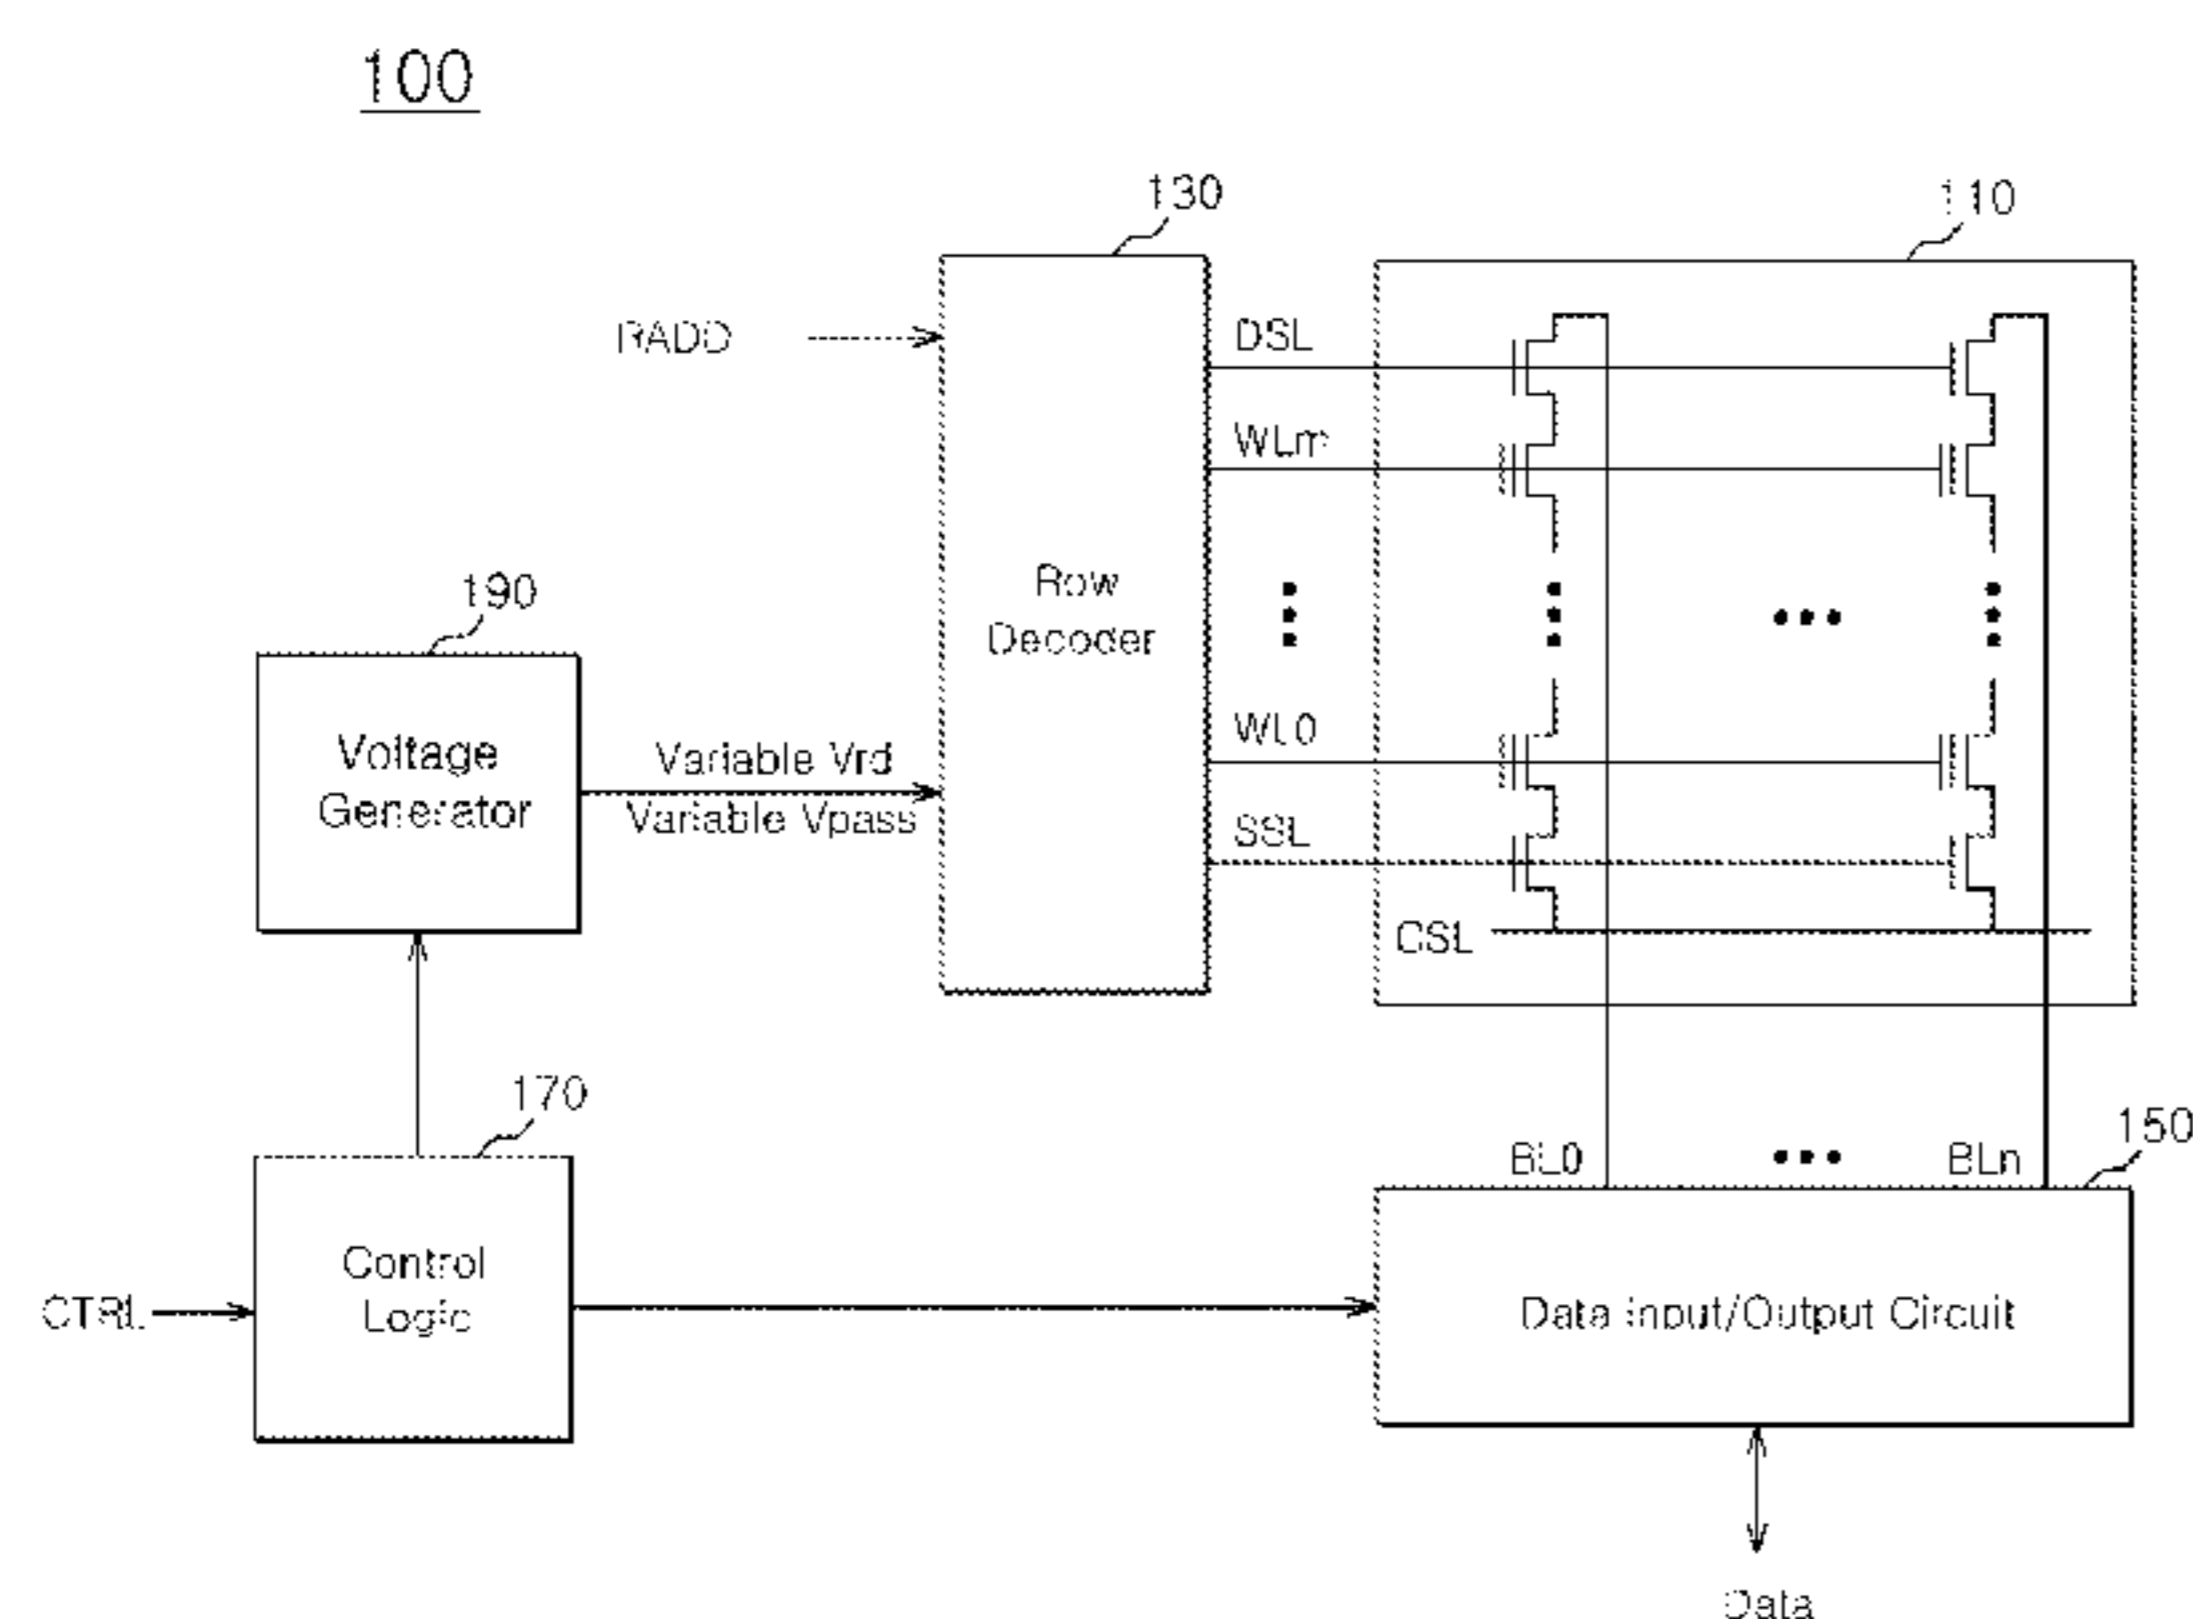 100
130
110
RADD
DSL
WLm
190
Row
Decoder
Voltage
Generator
Variable Vrd
Variable Vpass
WL0
SSL
CSL
170
150
BL0
BLn
Control
Logic
CTRL
Data Input/Output Circuit
Data